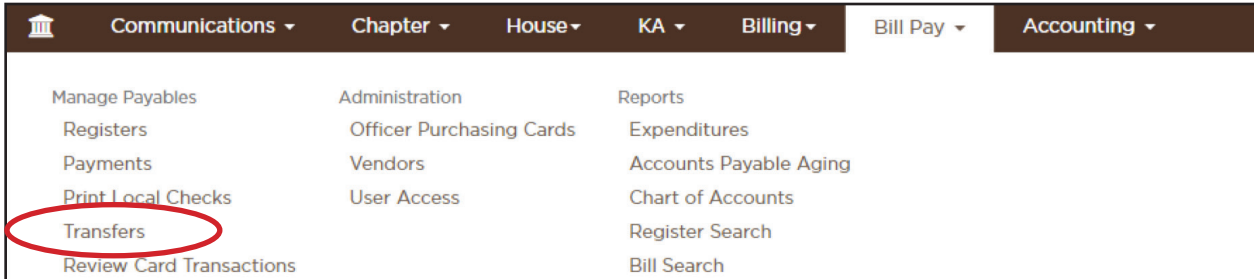 Communications Chapter House KA Billing Bill Pay Accounting
Manage Payables
Registers
Payments
Print Local Checks
Transfers
Review Card Transactions
Administration
Officer Purchasing Cards
Vendors
User Access
Reports
Expenditures
Accounts Payable Aging
Chart of Accounts
Register Search
Bill Search